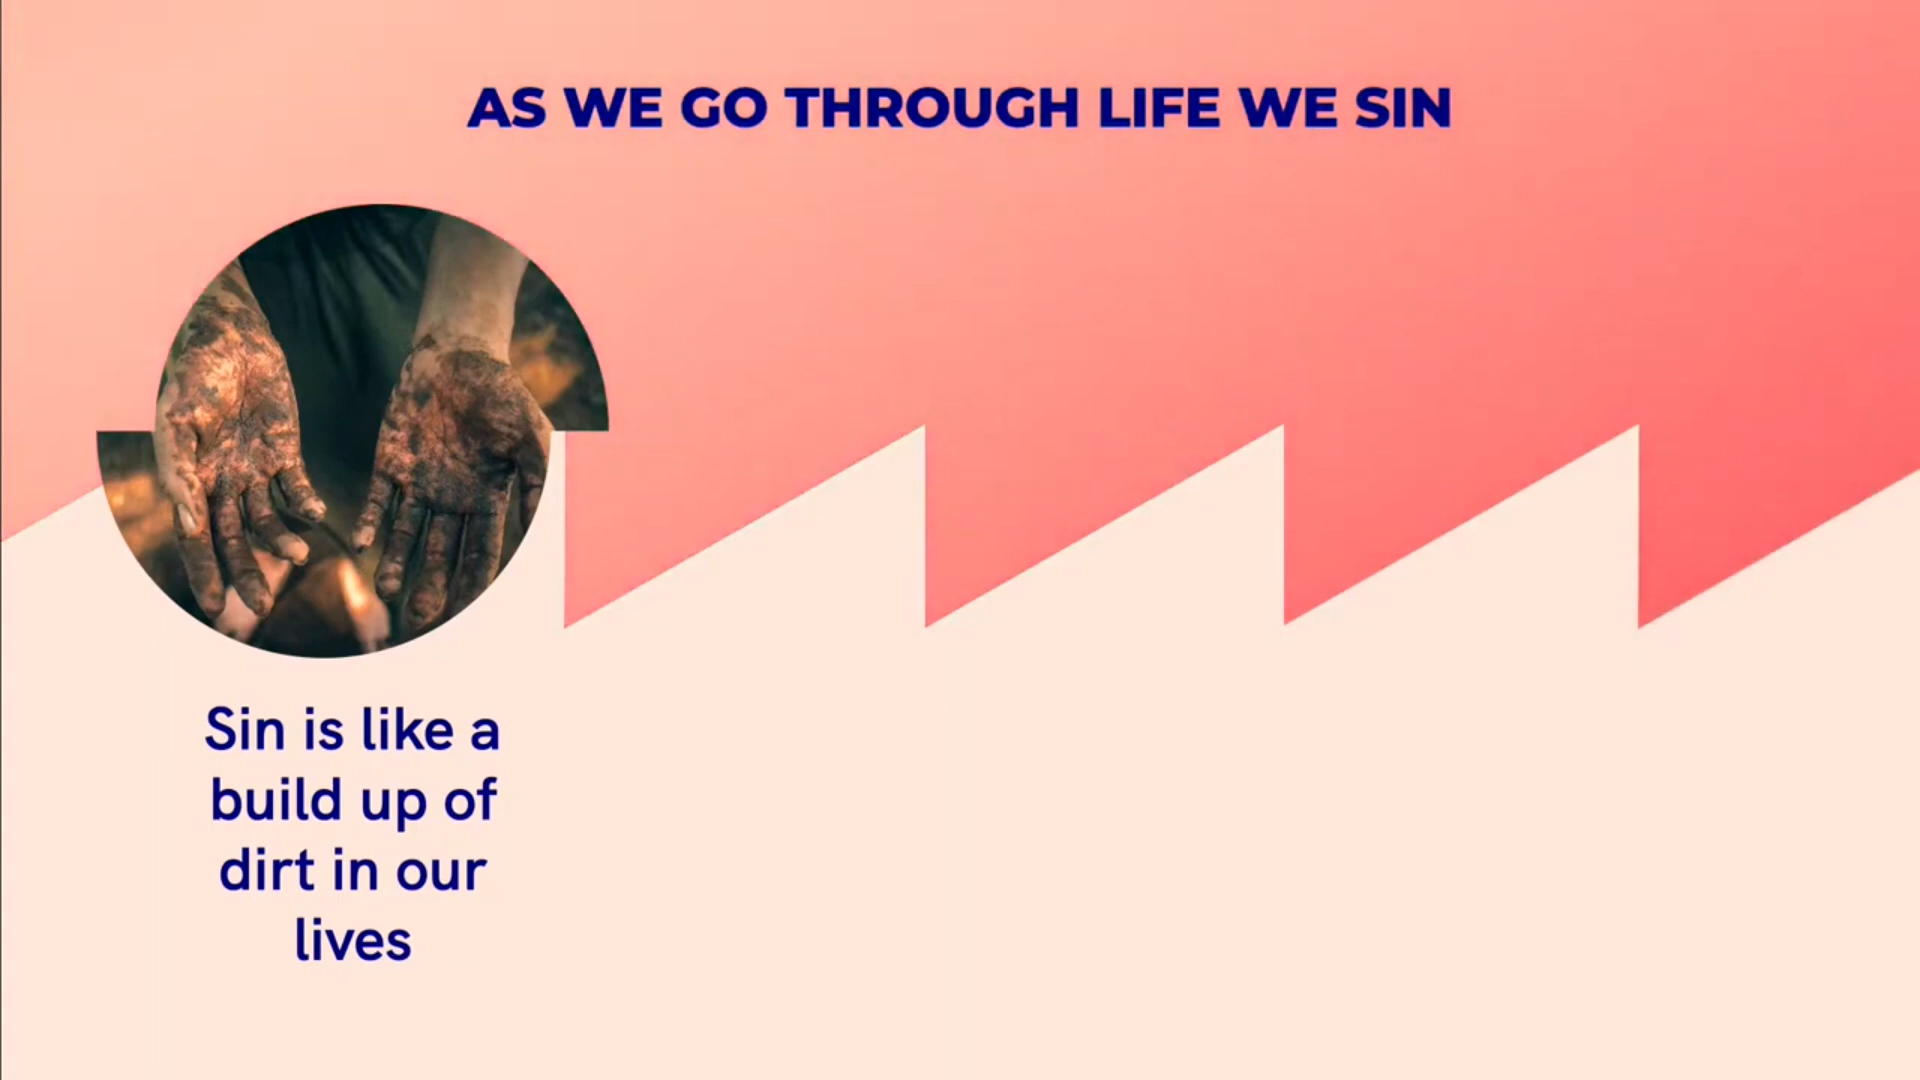 AS WE GO THROUGH LIFE WE SIN
Sin is like a
build up of
dirt in our
lives